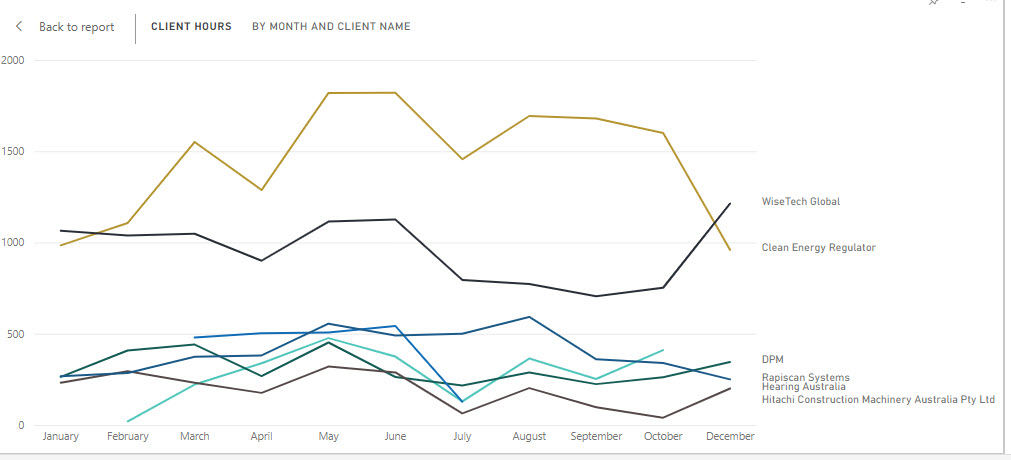 Back to report
CLIENT HOURS BY MONTH AND CLIENT NAME
2000
1500
1000
500
0
WiseTech Global
Clean Energy Regulator
DPM
Rapiscan Systems
Hearing Australia
Hitachi Construction Machinery Australia Pty Ltd
January February March April May June July August September October December